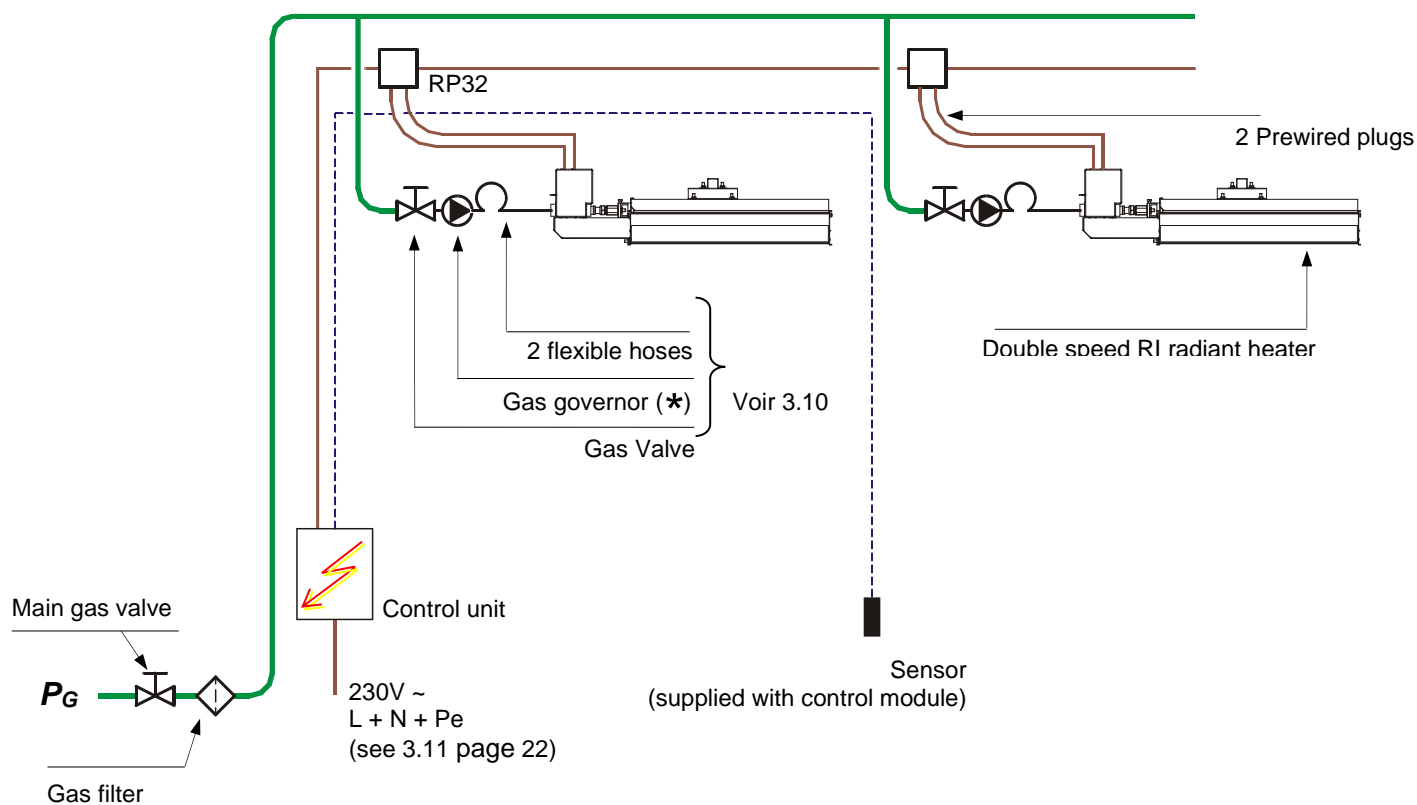 RP32
2 Prewired plugs
2 flexible hoses
Double speed RI radiant heater
Gas governor (*)
Voir 3.10
Gas Valve
Main gas valve
Control unit
Sensor
(supplied with control module)
PG
230V ~
L + N + Pe
(see 3.11 page 22)
Gas filter